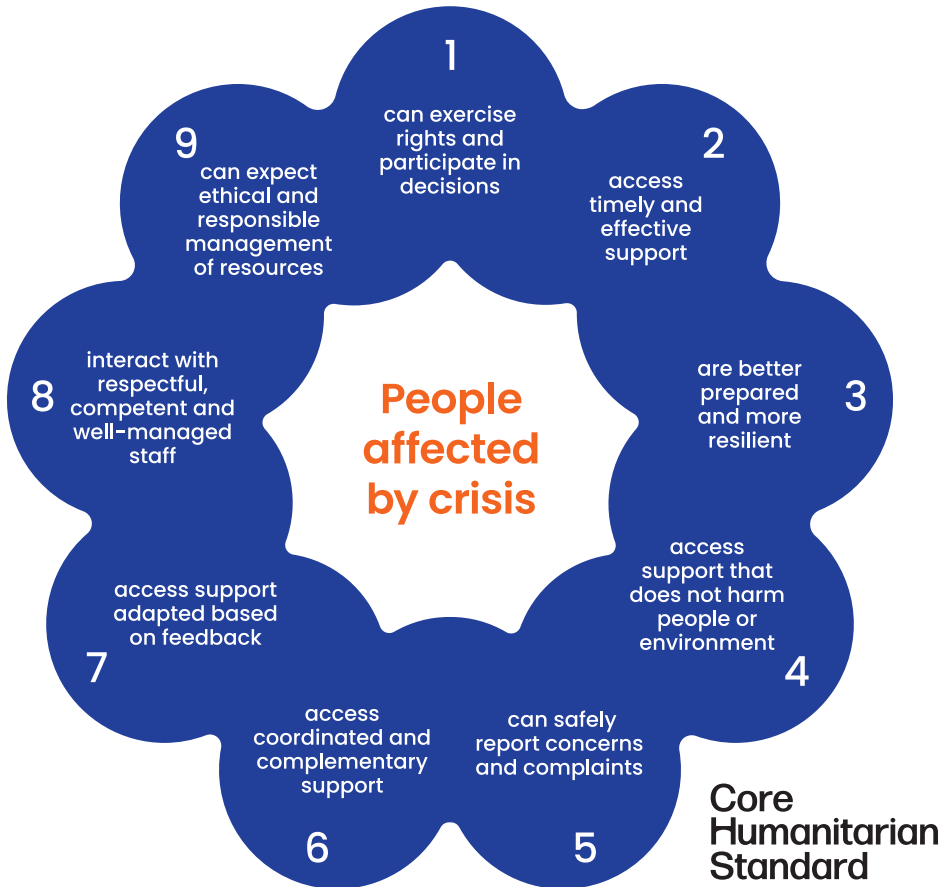 1
can exercise
rights and
participate in
decisions
2
access
timely and
effective
support
3
are better
prepared
and more
resilient
4
access
support that
does not harm
people or
environment
5
can safely
report concerns
and complaints
6
access
coordinated and
complementary
support
7
access support
adapted based
on feedback
8
interact with
respectful,
competent and
well-managed
staff
9
can expect
ethical and
responsible
management
of resources
People
affected
by crisis
Core
Humanitarian
Standard